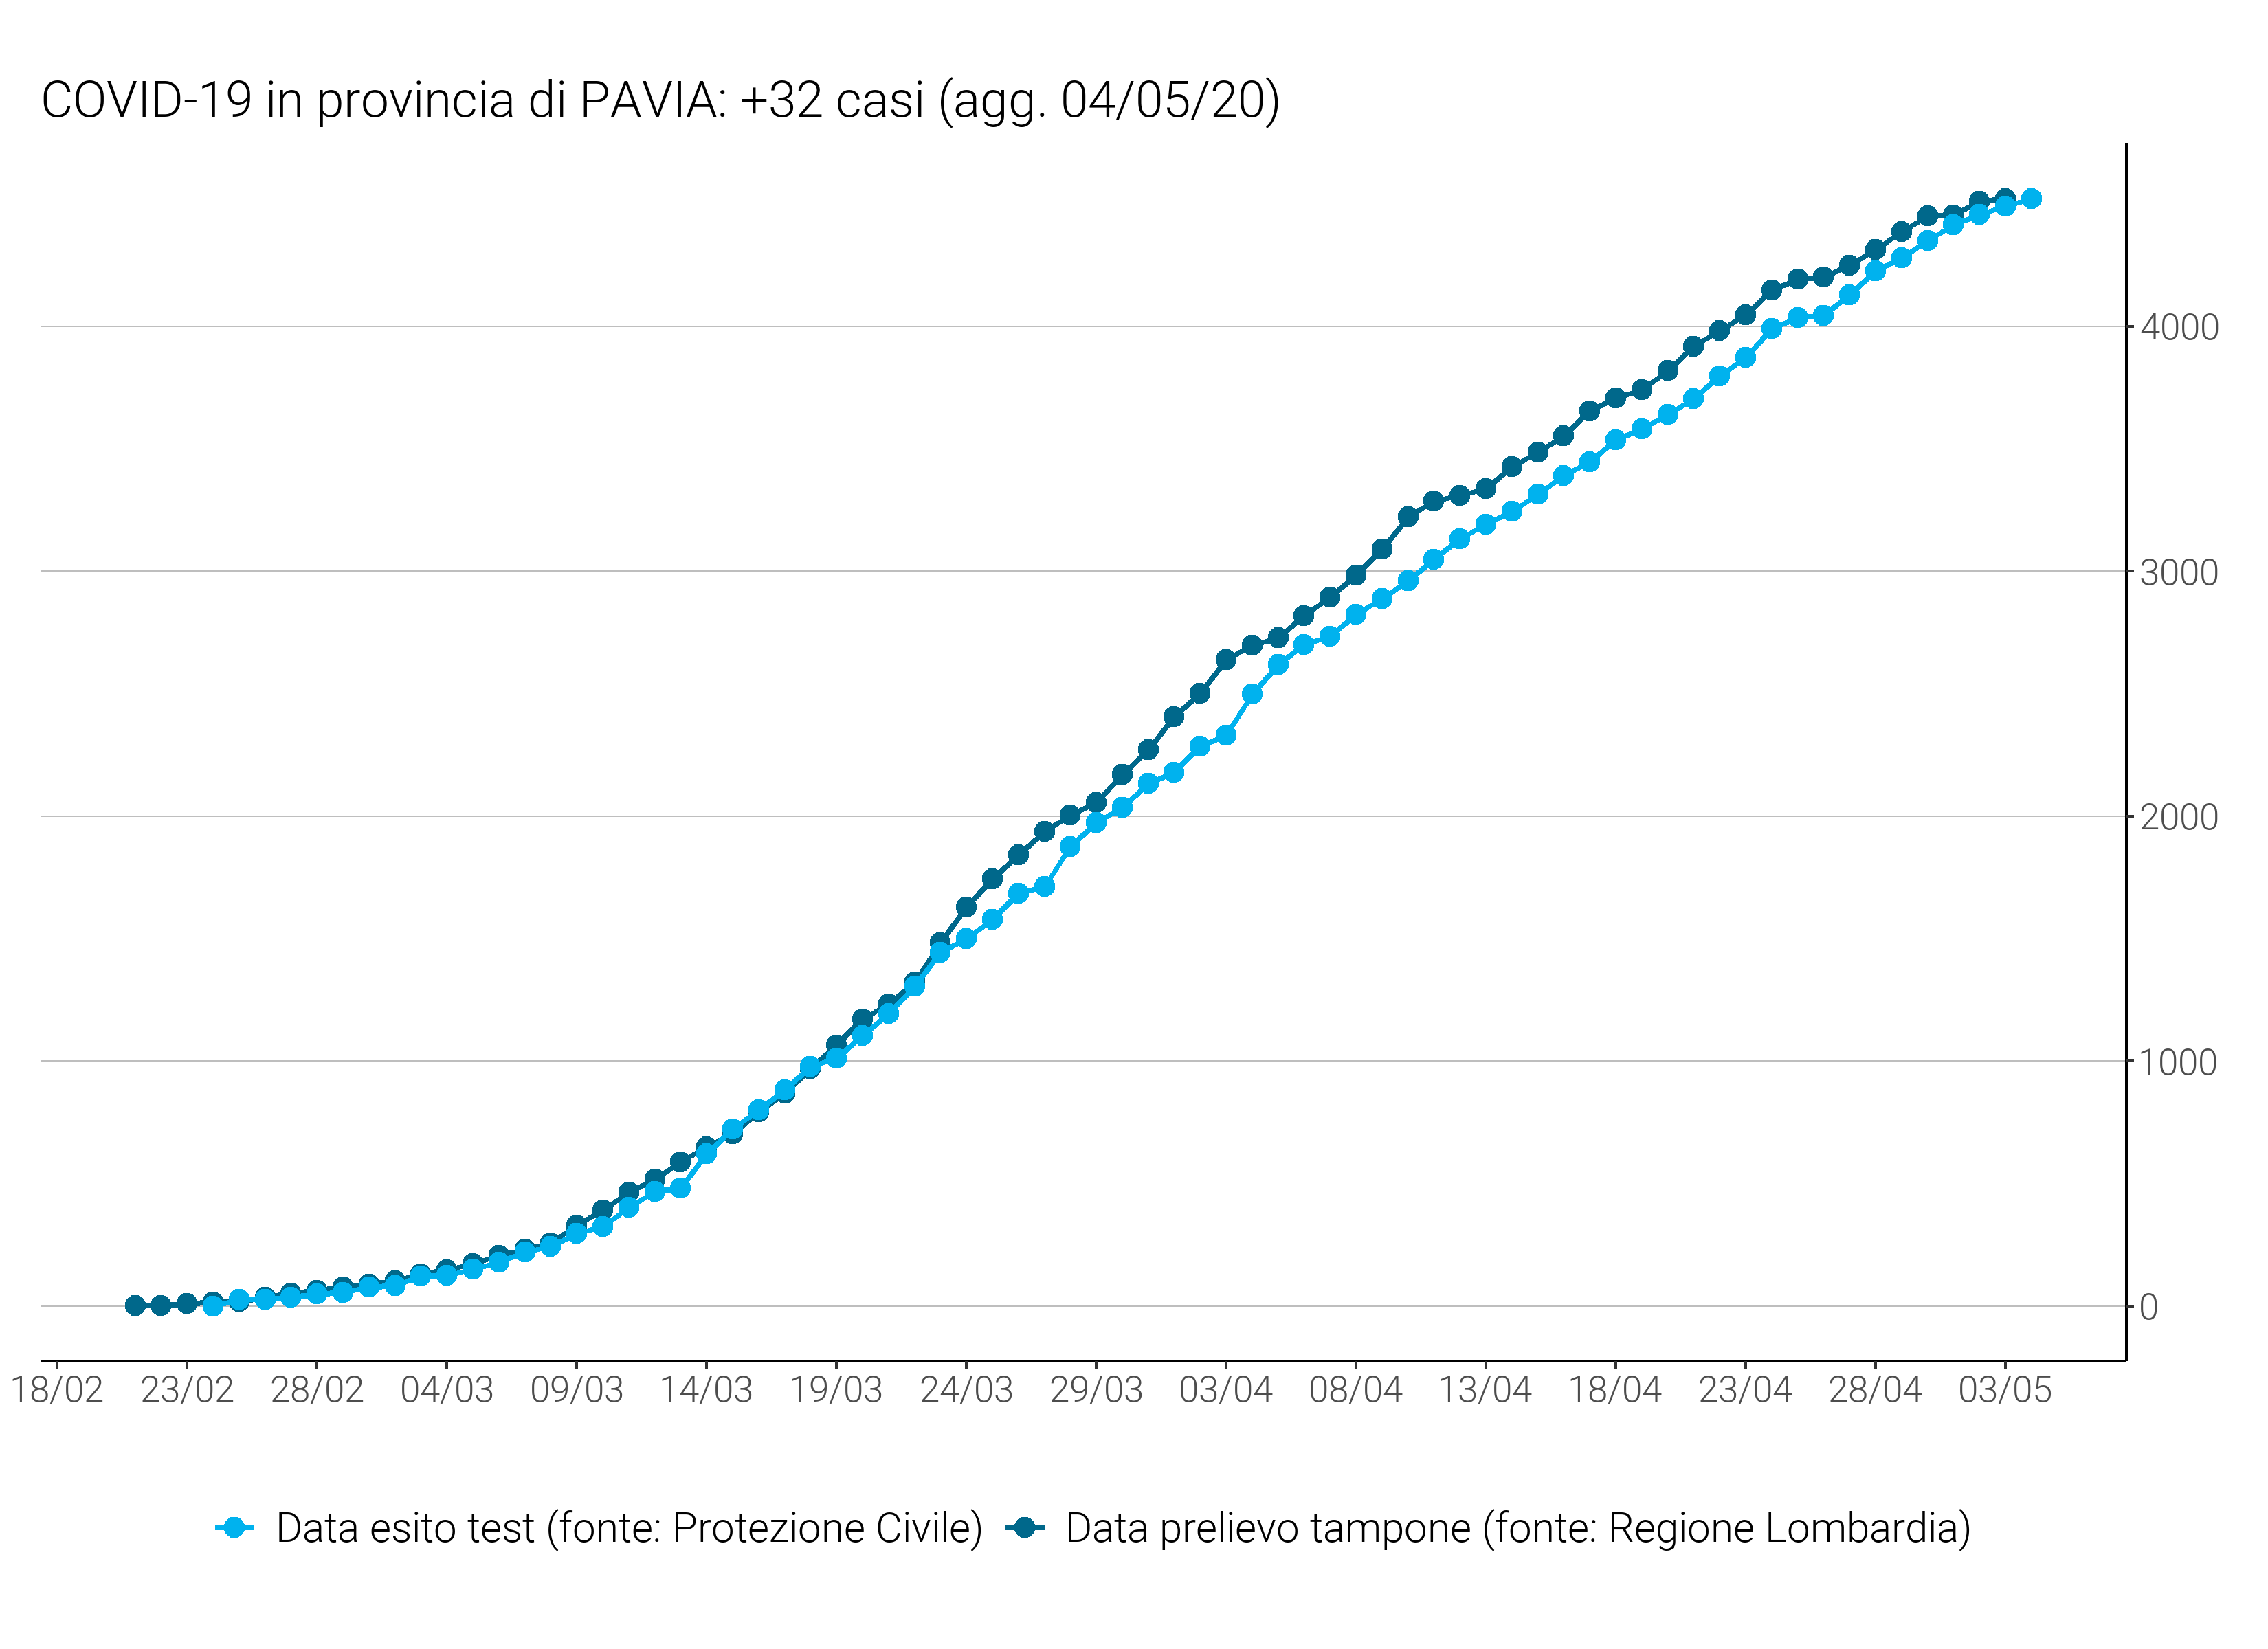 COVID-19 in provincia di PAVIA: +32 casi (agg. 04/05/20)
4000
3000
2000
1000
0
18/02 23/02 28/02 04/03 09/03 14/03 19/03 24/03 29/03 03/04 08/04 13/04 18/04 23/04 28/04 03/05
Data esito test (fonte: Protezione Civile) Data prelievo tampone (fonte: Regione Lombardia)